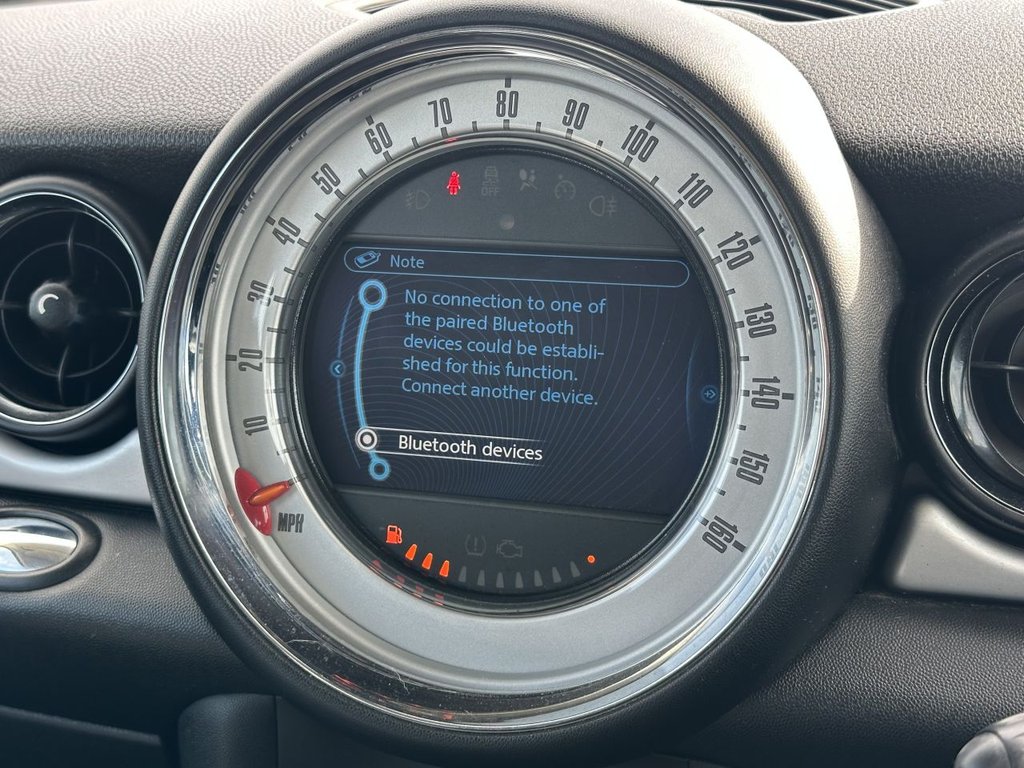 10
20
30
40
50
60
70
80
90
100
110
120
130
140
150
160
MPH
OFF
Note
No connection to one of
the paired Bluetooth
devices could be establi-
shed for this function.
Connect another device.
Bluetooth devices